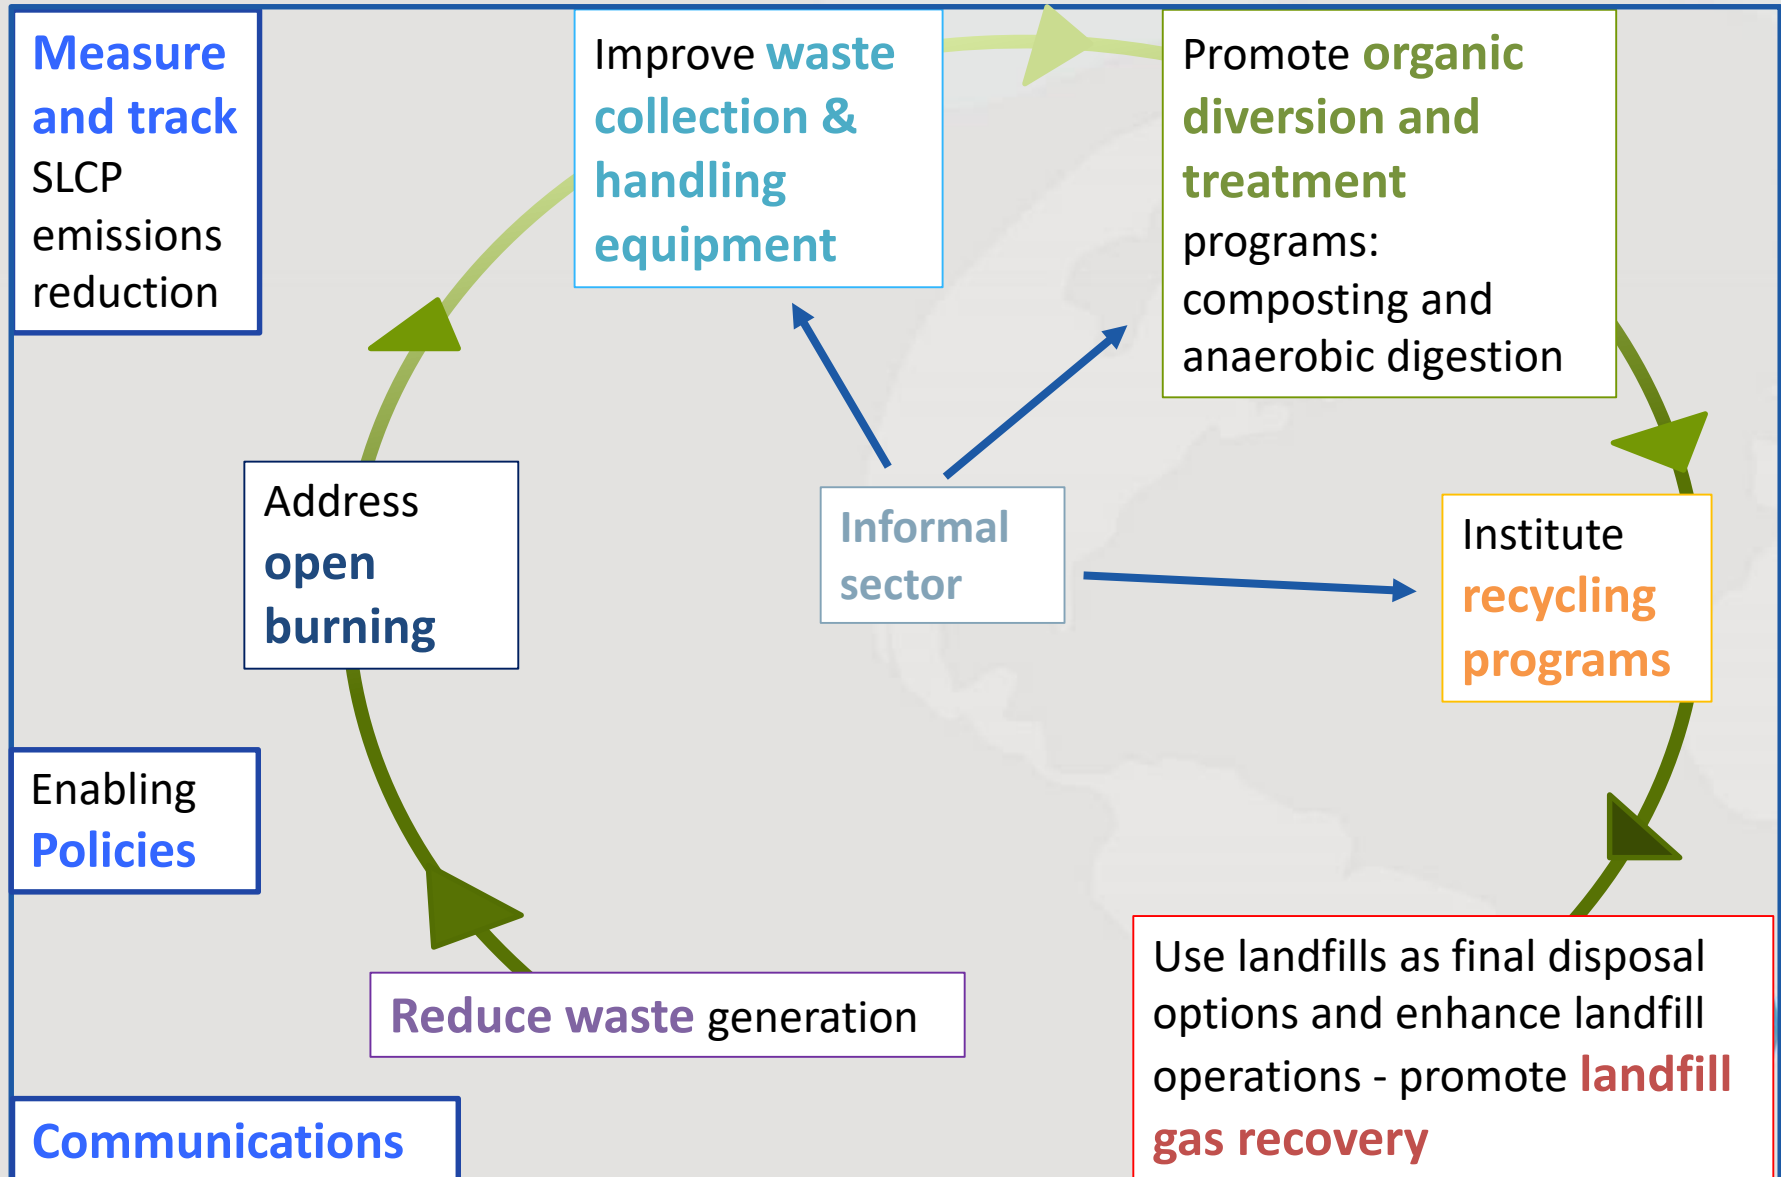 Measure
and track
SLCP
emissions
reduction
Improve waste
collection &
handling
equipment
Promote organic
diversion and
treatment
programs:
composting and
anaerobic digestion
Address
open
burning
Informal
sector
Institute
recycling
programs
Enabling
Policies
Reduce waste generation
Use landfills as final disposal
options and enhance landfill
operations - promote landfill
gas recovery
Communications